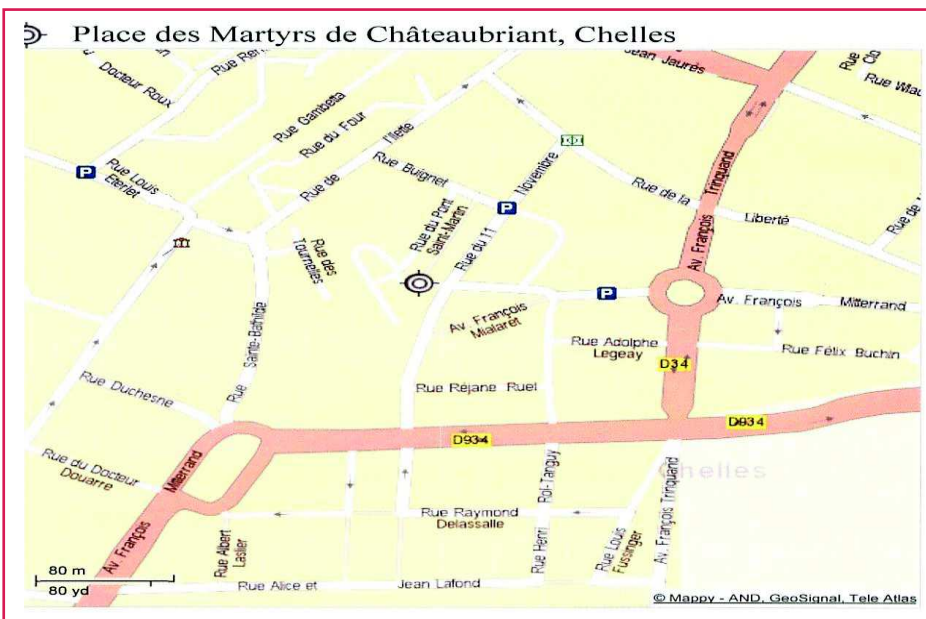 Place des Martyrs de Châteaubriant, Chelles
Jean Jaurès
Rue
Docteur Roux
Rue Gambetta
Rue du Four
Rue de
l'Illette
Rue Buignet
Rue du 11
Novembre
Rue de la
Liberté
Av. François
Trinquand
P
Rue Louis
Eterlet
P
Rue du Pont
Saint-Martin
Rue des
Tournelles
P
Av. François
Mitterrand
Av François
Mialaret
Rue Adolphe
Legeay
Rue Félix Buchin
D34
Rue
Sainte-Bathilde
Rue Réjane Ruel
Rue Duchesne
D934
D934
Chelles
Rue du Docteur
Douarre
Av. François
Mitterrand
Rue Raymond
Delassalle
Rue Albert
Laslier
Rue Henri
Rol-Tanguy
Rue Louis
Fussinger
Av. François Trinquand
80 m
80 yd
Rue Alice et
Jean Lafond
© Mappy - AND, GeoSignal, Tele Atlas